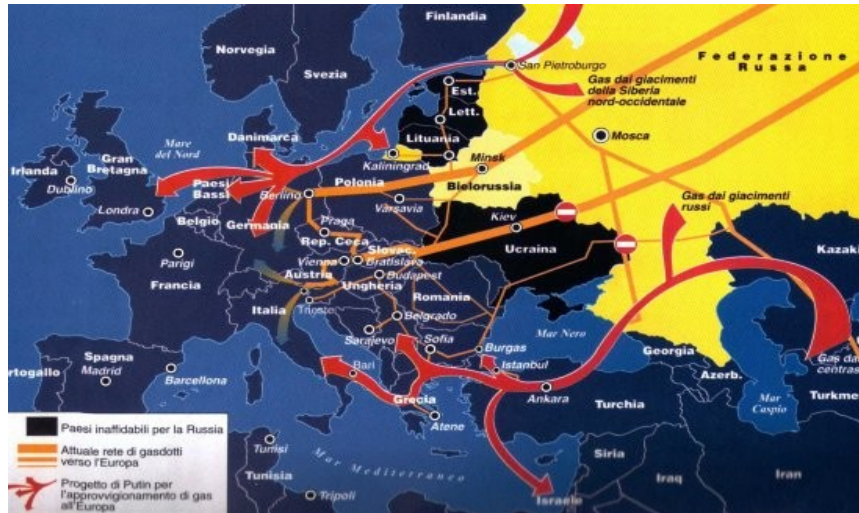 Finlandia
Norvegia
Svezia
San Pietroburgo
Federazione
Russa
Gas dai giacimenti
della Siberia
nord-occidentale
Est.
Lett.
Lituania
Mosca
Mare
del Nord
Danimarca
Kaliningrad
Minsk
Bielorussia
Irlanda
Dublino
Gran
Bretagna
Londra
Paesi
Bassi
Berlino
Polonia
Varsavia
Gas dai giacimenti
russi
Belgio
Germania
Praga
Rep. Ceca
Kiev
Ucraina
Slovac.
Parigi
Vienna
Bratislava
Budapest
Kazak
Francia
Austria
Ungheria
Romania
Italia
Trieste
Belgrado
Sarajevo
Sofia
Burgas
Mar Nero
Georgia
Gas da
centras
Spagna
Madrid
Barcellona
ortogallo
Bari
Istanbul
Ankara
Azerb.
Mar
Caspio
Turkme
Grecia
Atene
Turchia
Paesi inaffidabili per la Russia
Attuale rete di gasdotti
verso l'Europa
Progetto di Putin per
l'approvvigionamento di gas
all'Europa
Tunisi
Tunisia
Mar Mediterraneo
Tripoli
Siria
Iraq
Iran
Israele